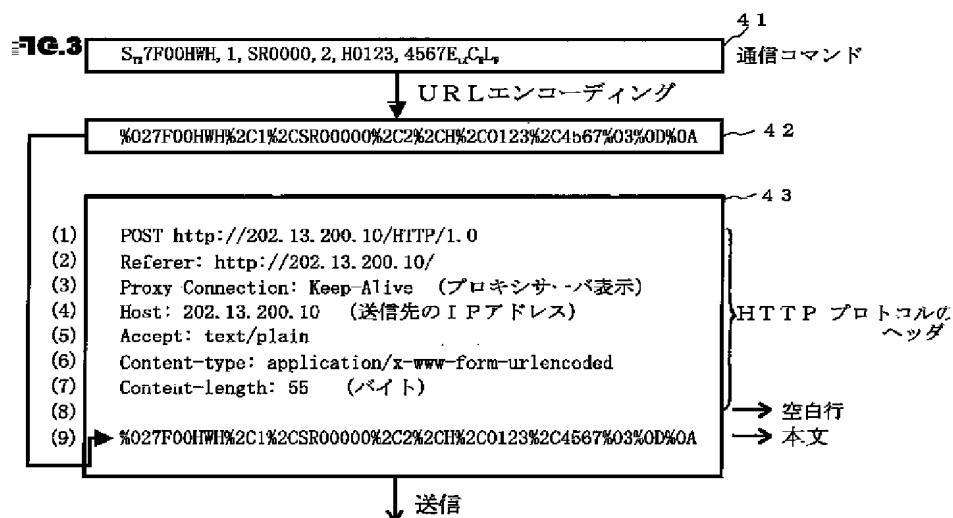 FIG.3
41
STX7F00HWH, 1, SR0000, 2, H0123, 4567ETXCRLF
通信コマンド
URLエンコーディング
%027F00HWH%2C1%2CSR00000%2C2%2CH%2C0123%2C4567%03%0D%0A
42
43
(1) POST http://202.13.200.10/HTTP/1.0
(2) Referer: http://202.13.200.10/
(3) Proxy Connection: Keep-Alive (プロキシサーバ表示)
(4) Host: 202.13.200.10 (送信先のIPアドレス)
(5) Accept: text/plain
(6) Content-type: application/x-www-form-urlencoded
(7) Content-length: 55 (バイト)
HTTP プロトコルの
ヘッダ
(8) 空白行
(9) %027F00HWH%2C1%2CSR00000%2C2%2CH%2C0123%2C4567%03%0D%0A 本文
送信